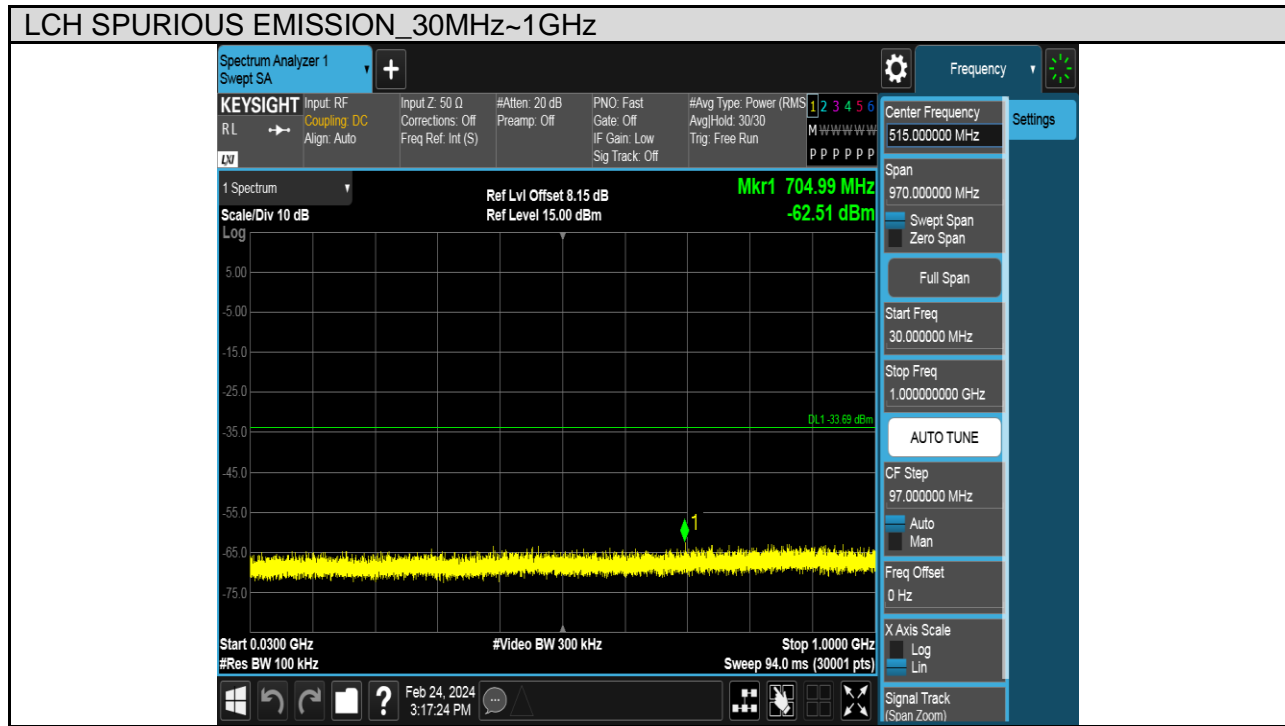 LCH SPURIOUS EMISSION_30MHz~1GHz
Spectrum Analyzer 1
Swept SA
+
Frequency
KEYSIGHT
RL
LXI
Input: RF
Coupling: DC
Align: Auto
Input Z: 50 Ω
Corrections: Off
Freq Ref: Int (S)
#Atten: 20 dB
Preamp: Off
PNO: Fast
Gate: Off
IF Gain: Low
Sig Track: Off
#Avg Type: Power (RMS
Avg|Hold: 30/30
Trig: Free Run
1 2 3 4 5 6
M W W W W W
P P P P P P
Center Frequency
515.000000 MHz
Settings
1 Spectrum
Scale/Div 10 dB
Ref Lvl Offset 8.15 dB
Ref Level 15.00 dBm
Mkr1 704.99 MHz
-62.51 dBm
Span
970.000000 MHz
Swept Span
Zero Span
Full Span
Start Freq
30.000000 MHz
Stop Freq
1.000000000 GHz
AUTO TUNE
CF Step
97.000000 MHz
Auto
Man
Freq Offset
0 Hz
X Axis Scale
Log
Lin
Signal Track
(Span Zoom)
Log
5.00
-5.00
-15.0
-25.0
DL1 -33.69 dBm
-35.0
-45.0
-55.0
1
-65.0
-75.0
Start 0.0300 GHz
#Res BW 100 kHz
#Video BW 300 kHz
Stop 1.0000 GHz
Sweep 94.0 ms (30001 pts)
?
Feb 24, 2024
3:17:24 PM